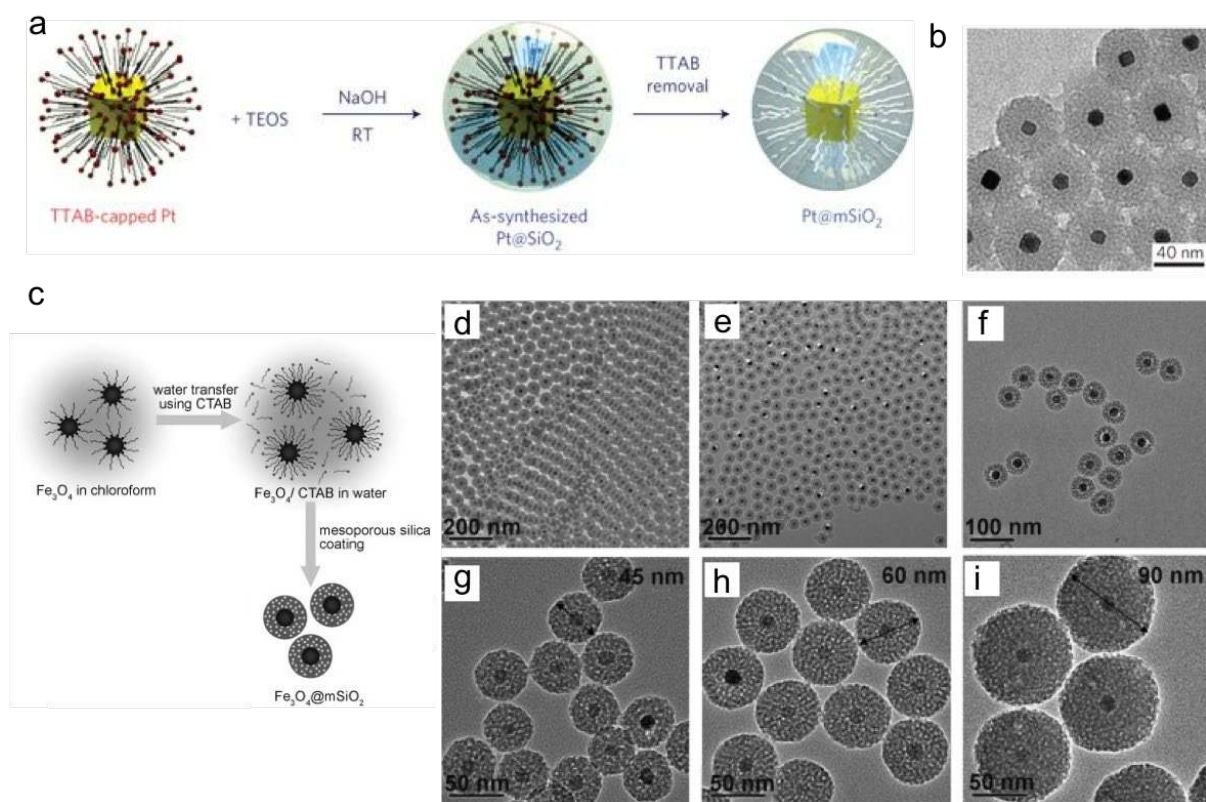 a
TTAB-capped Pt
+ TEOS
NaOH
RT
As-synthesized
Pt@SiO₂
TTAB
removal
Pt@mSiO₂
b
40 nm
c
Fe₃O₄ in chloroform
water transfer
using CTAB
Fe₃O₄/ CTAB in water
mesoporous silica
coating
Fe₃O₄@mSiO₂
d
200 nm
e
200 nm
f
100 nm
g
45 nm
50 nm
h
60 nm
50 nm
i
90 nm
50 nm